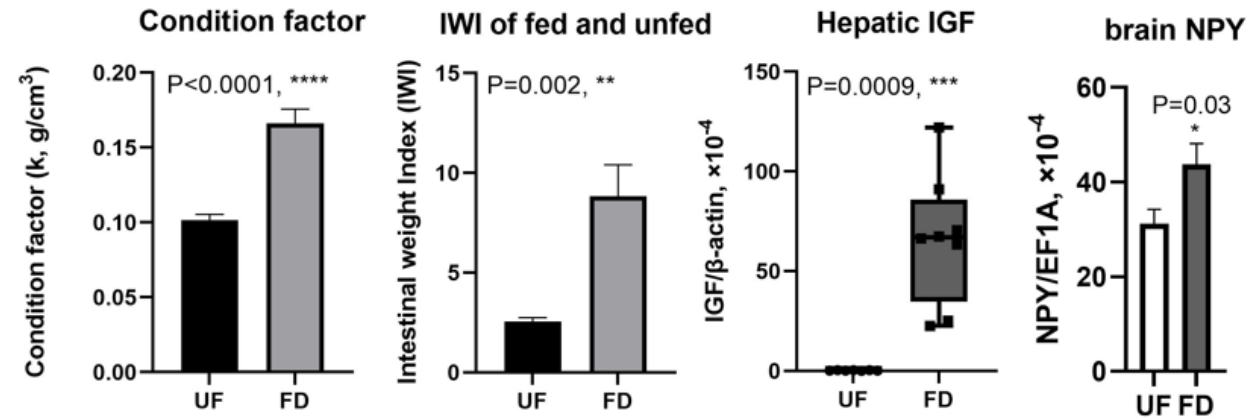 Condition factor
Condition factor (k, g/cm³)
P<0.0001, ****
0.20
0.15
0.10
0.05
0.00
UF FD
IWI of fed and unfed
Intestinal weight Index (IWI)
P=0.002, **
15
10
5
0
UF FD
Hepatic IGF
IGF/β-actin, ×10⁻⁴
P=0.0009, ***
150
100
50
0
UF FD
brain NPY
NPY/EF1A, ×10⁻⁴
P=0.03
*
60
40
20
0
UF FD